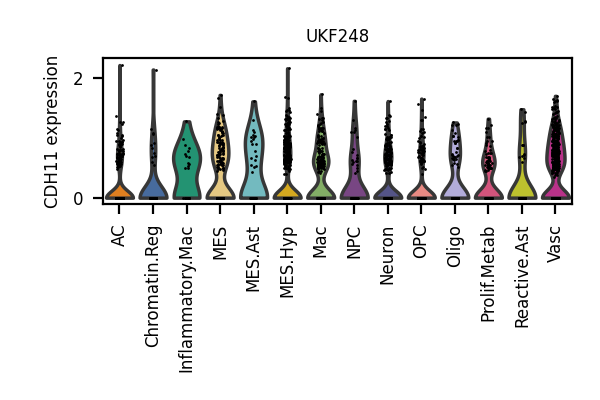 UKF248
CDH11 expression
2
0
AC
Chromatin.Reg
Inflammatory.Mac
MES
MES.Ast
MES.Hyp
Mac
NPC
Neuron
OPC
Oligo
Prolif.Metab
Reactive.Ast
Vasc